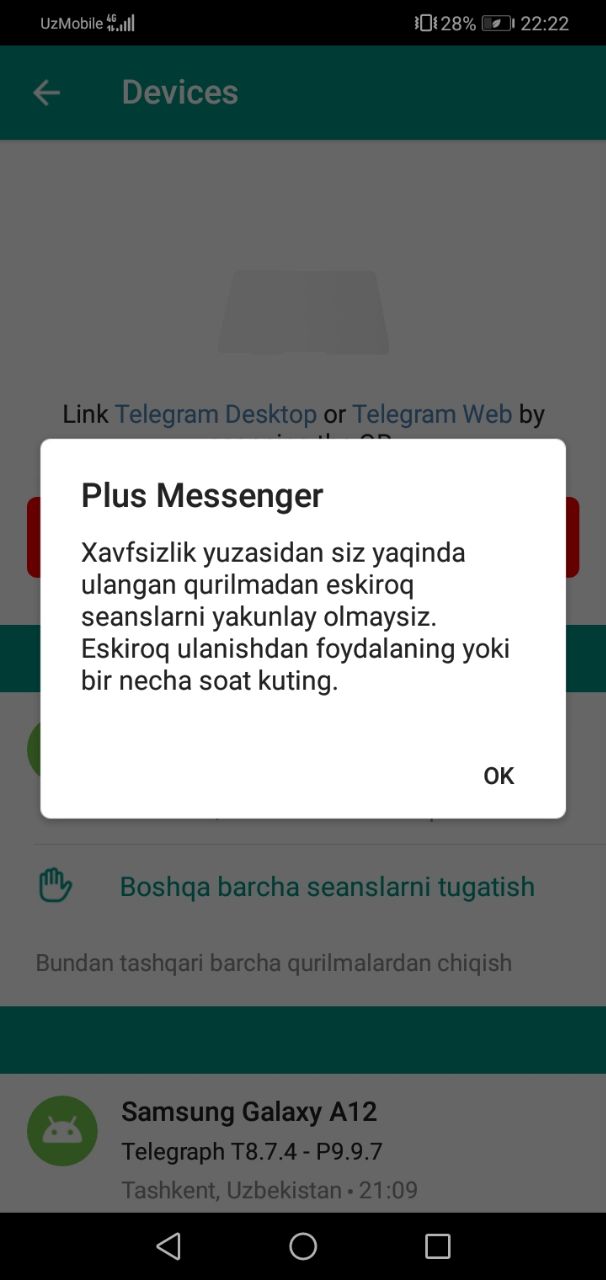 UzMobile 4G 28% 22:22
Devices
Link Telegram Desktop or Telegram Web by
Plus Messenger
Xavfsizlik yuzasidan siz yaqinda
ulangan qurilmadan eskiroq
seanslarni yakunlay olmaysiz.
Eskiroq ulanishdan foydalaning yoki
bir necha soat kuting.
OK
Boshqa barcha seanslarni tugatish
Bundan tashqari barcha qurilmalardan chiqish
Samsung Galaxy A12
Telegraph T8.7.4 - P9.9.7
Tashkent, Uzbekistan • 21:09